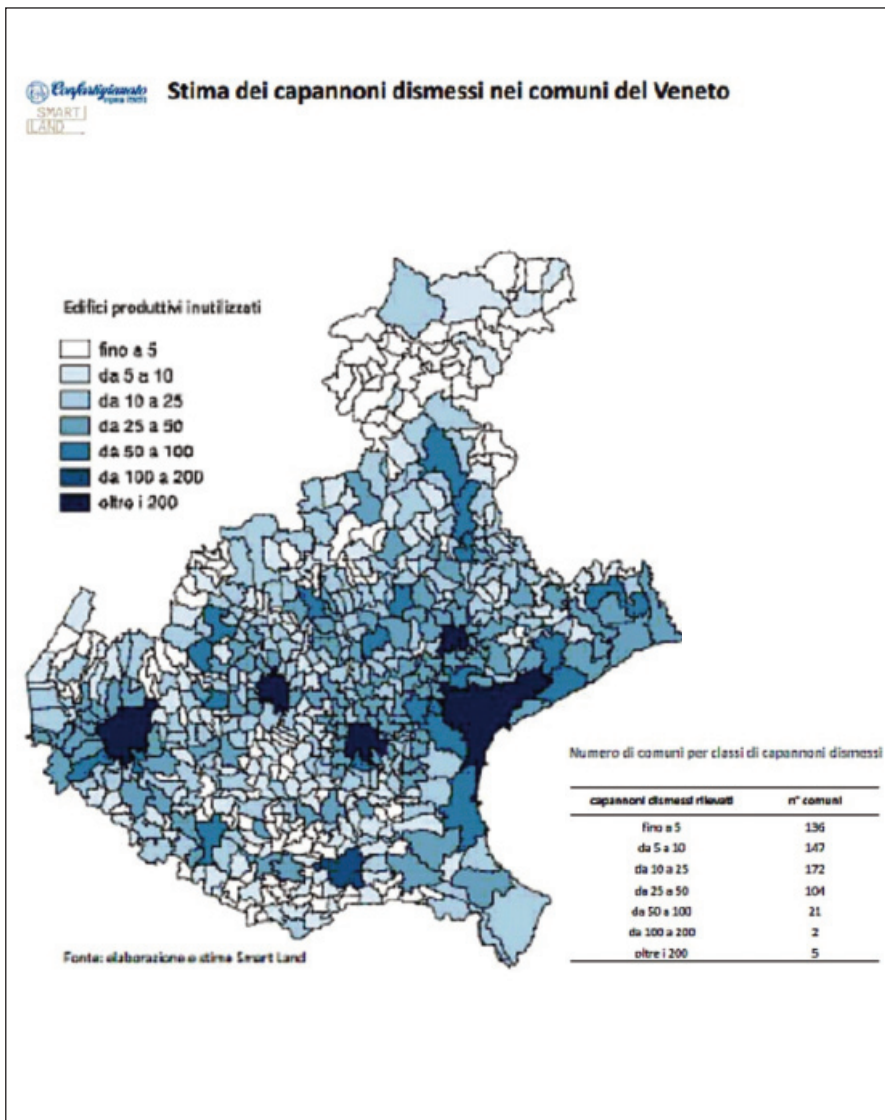 Confartigianato
Imprese VENETO
SMART
LAND
Stima dei capannoni dismessi nei comuni del Veneto
Edifici produttivi inutilizzati
fino a 5
da 5 a 10
da 10 a 25
da 25 a 50
da 50 a 100
da 100 a 200
oltre i 200
Numero di comuni per classi di capannoni dismessi
capannoni dismessi rilevati n° comuni
fino a 5 136
da 5 a 10 147
da 10 a 25 172
da 25 a 50 104
da 50 a 100 21
da 100 a 200 2
oltre i 200 5
Fonte: elaborazione e stime Smart Land